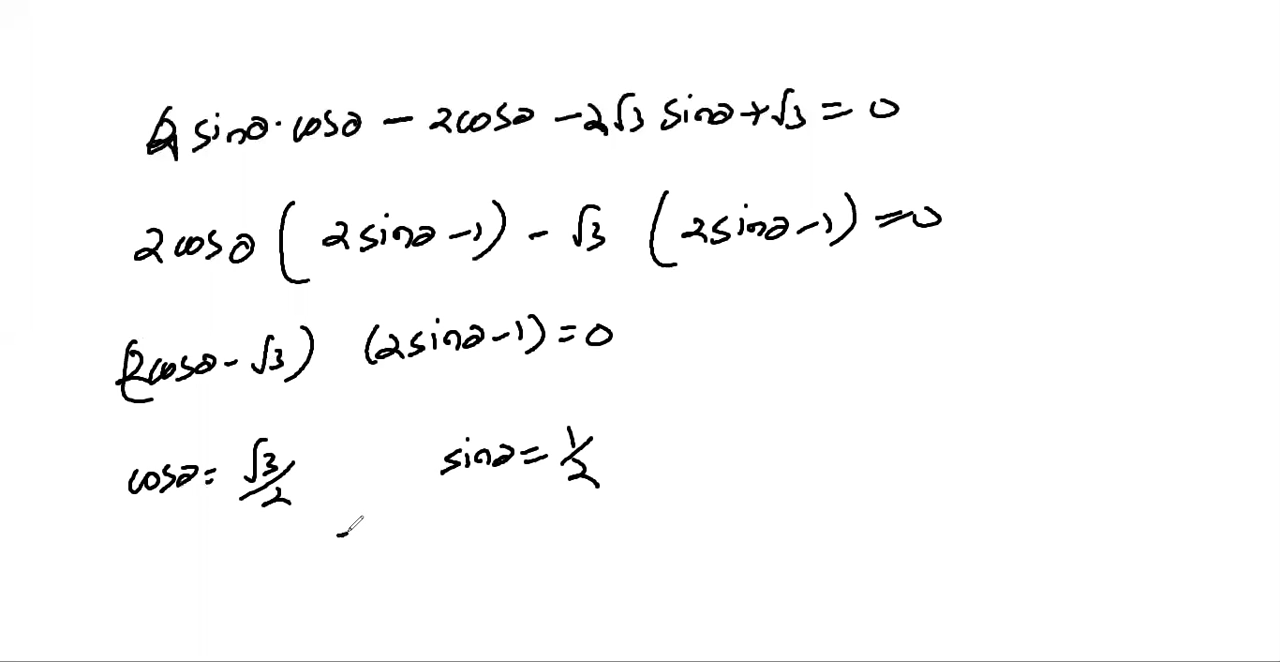 4 sinθ·cosθ - 2cosθ - 2√3 sinθ + √3 = 0
2cosθ ( 2sinθ-1) - √3 (2sinθ-1) = 0
(2cosθ - √3) (2sinθ-1) = 0
cosθ = √3/2 sinθ = 1/2